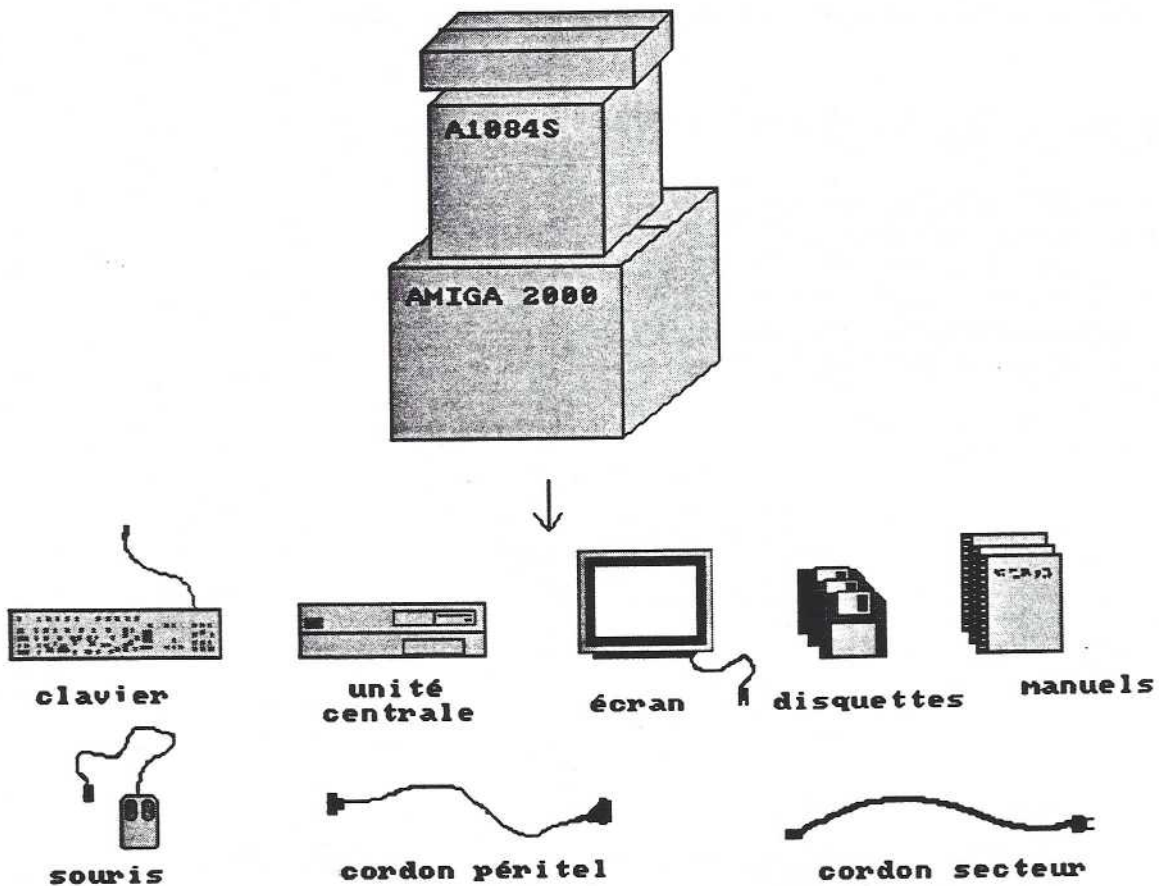 A1084S
AMIGA 2000
clavier
unité
centrale
écran
disquettes
manuels
souris
cordon péritel
cordon secteur